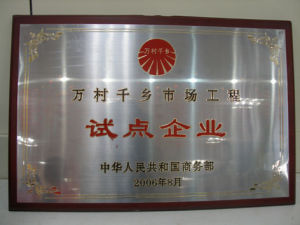 万村千乡
万村千乡市场工程
试点企业
中华人民共和国商务部
2006年8月